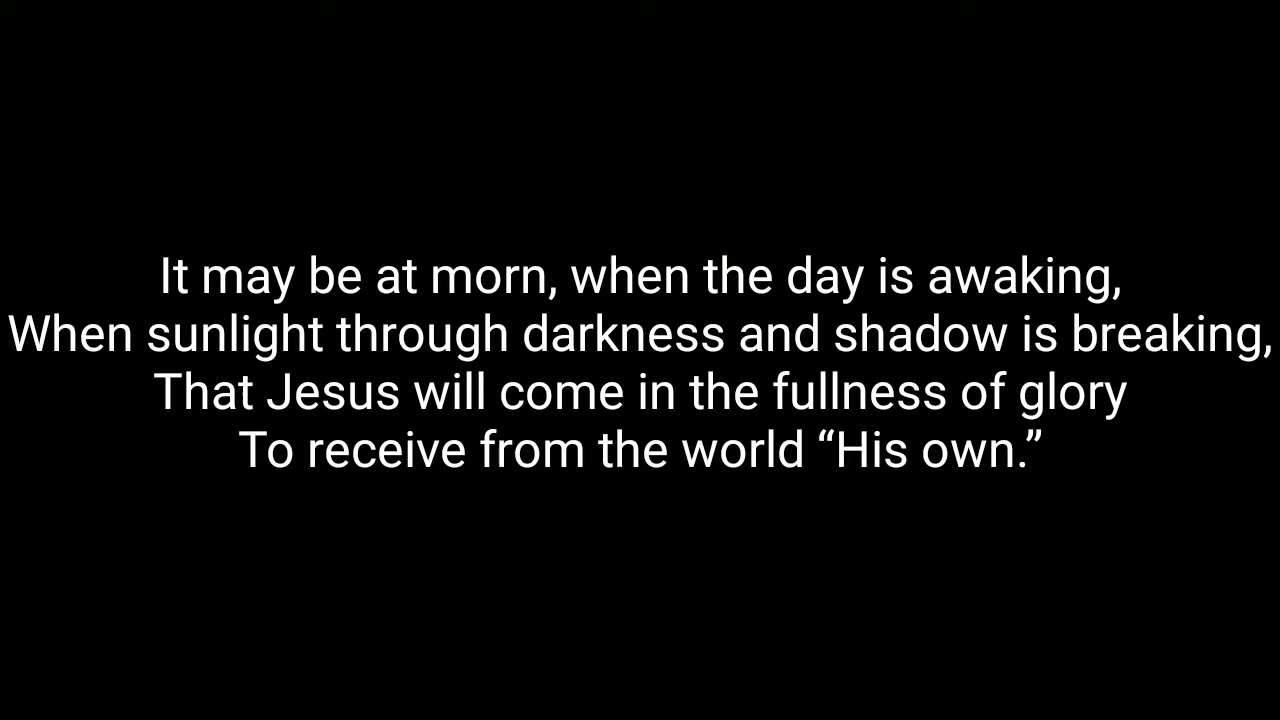 It may be at morn, when the day is awaking,
When sunlight through darkness and shadow is breaking,
That Jesus will come in the fullness of glory
To receive from the world “His own.”